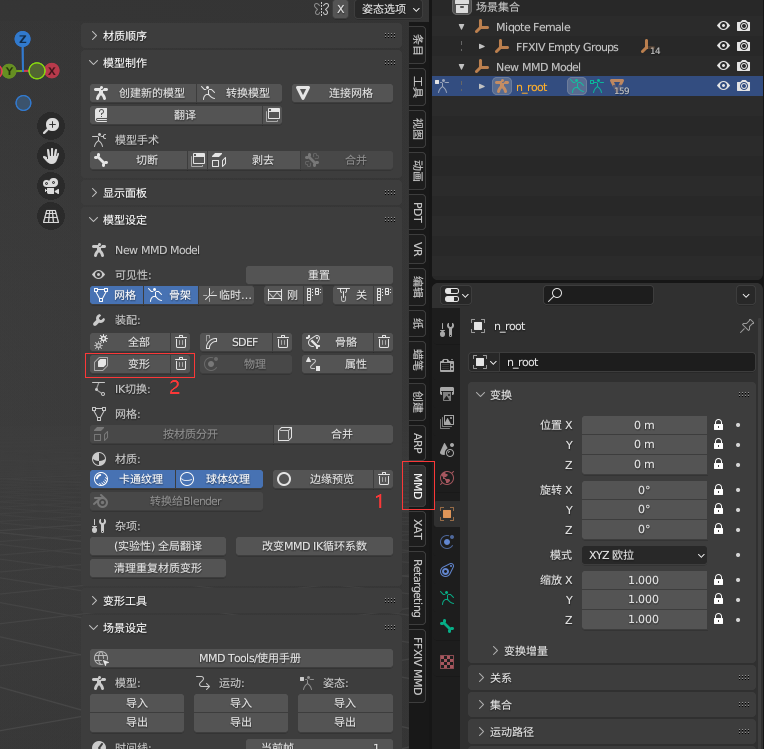 X 姿态选项
材质顺序
模型制作
创建新的模型 转换模型 连接网格
翻译
模型手术
切断 剥去 合并
显示面板
模型设定
New MMD Model
可见性: 重置
网格 骨架 临时... 刚 关
装配:
全部 SDEF 骨骼
变形 物理 属性
2
IK切换:
网格:
按材质分开 合并
材质:
卡通纹理 球体纹理 边缘预览
1
转换给Blender
杂项:
(实验性) 全局翻译 改变MMD IK循环系数
清理重复材质变形
变形工具
场景设定
MMD Tools/使用手册
模型: 运动: 姿态:
导入 导入 导入
导出 导出 导出
时间线: 当前帧 1
Z
Y X
条目
工具
视图
动画
PDT
VR
编辑
纸
蜡笔
创建
ARP
MMD
XAT
Retargeting
FFXIV MMD
场景集合
Miqote Female
FFXIV Empty Groups 14
New MMD Model
n_root 159
n_root
n_root
变换
位置 X 0 m
Y 0 m
Z 0 m
旋转 X 0°
Y 0°
Z 0°
模式 XYZ 欧拉
缩放 X 1.000
Y 1.000
Z 1.000
变换增量
关系
集合
运动路径